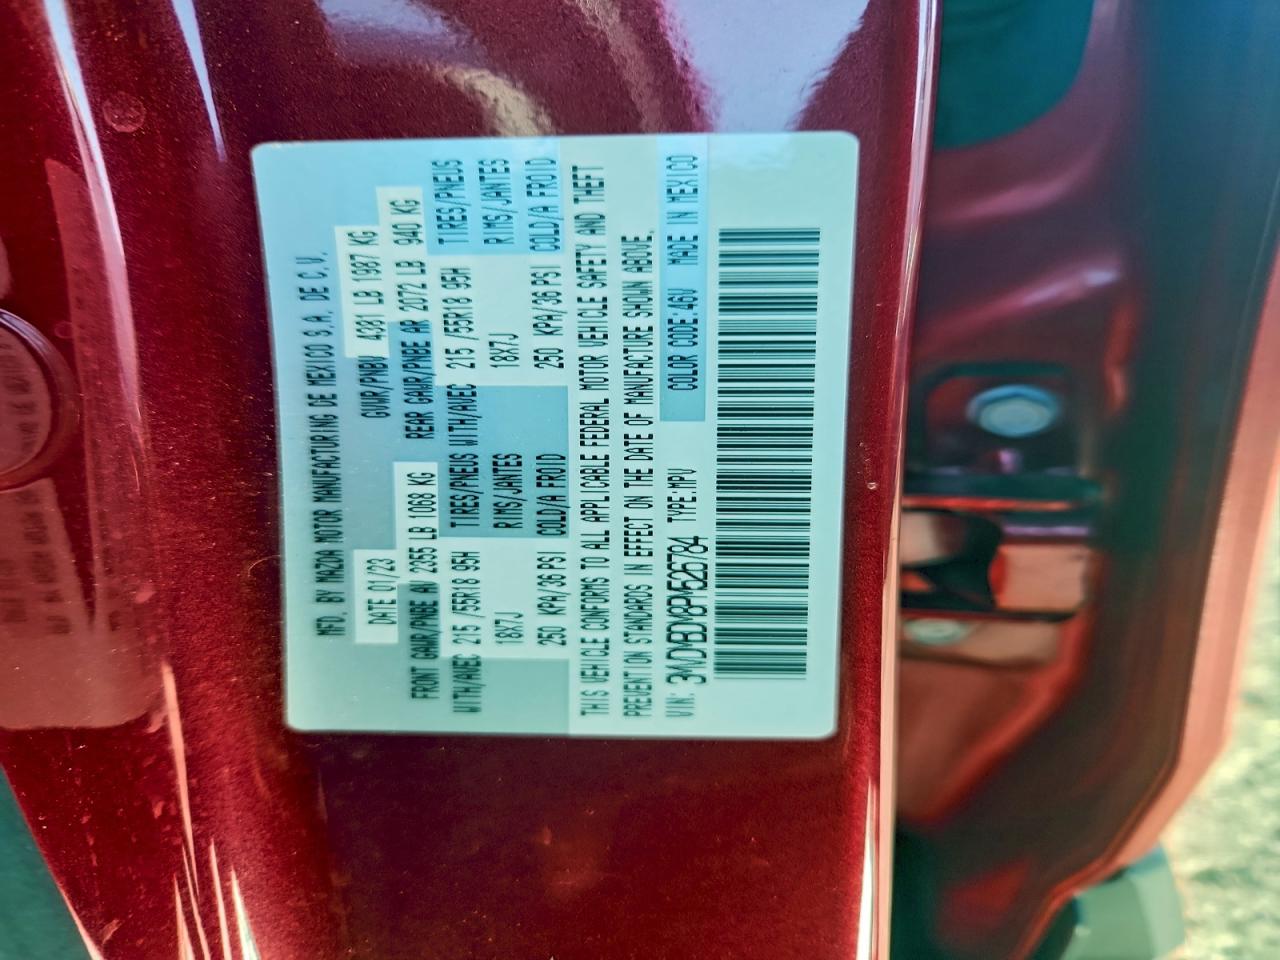 MFD. BY MAZDA MOTOR MANUFACTURING DE MEXICO S.A. DE C.V.
DATE 01/23 GVWR/PNBV 4381 LB 1987 KG
FRONT GAWR/PNBE AV 2355 LB 1068 KG REAR GAWR/PNBE AR 2072 LB 940 KG
WITH/AVEC 215 /55R18 95H TIRES/PNEUS WITH/AVEC 215 /55R18 95H TIRES/PNEUS
18X7J RIMS/JANTES 18X7J RIMS/JANTES
250 KPA/36 PSI COLD/A FROID 250 KPA/36 PSI COLD/A FROID
THIS VEHICLE CONFORMS TO ALL APPLICABLE FEDERAL MOTOR VEHICLE SAFETY AND THEFT
PREVENTION STANDARDS IN EFFECT ON THE DATE OF MANUFACTURE SHOWN ABOVE.
VIN: 3MVDMBDM8PM526784 TYPE:MPV COLOR CODE:46V MADE IN MEXICO